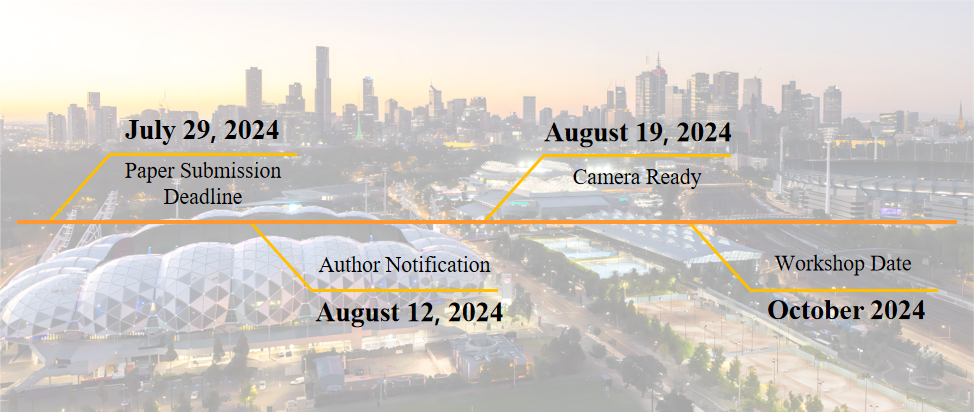 July 29, 2024
Paper Submission
Deadline
Author Notification
August 12, 2024
August 19, 2024
Camera Ready
Workshop Date
October 2024